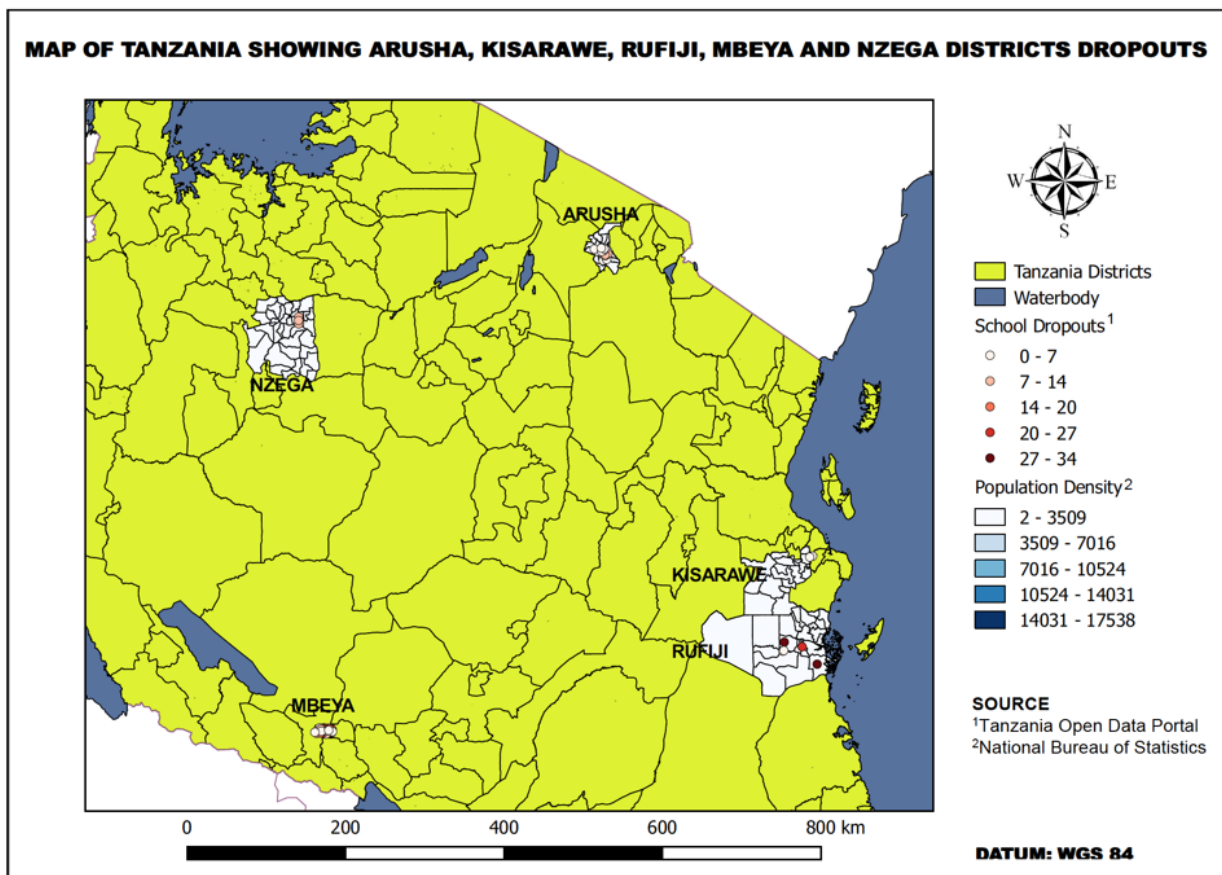 MAP OF TANZANIA SHOWING ARUSHA, KISARAWE, RUFIJI, MBEYA AND NZEGA DISTRICTS DROPOUTS
N
W E
S
ARUSHA
NZEGA
KISARAWE
RUFIJI
MBEYA
Tanzania Districts
Waterbody
School Dropouts¹
0 - 7
7 - 14
14 - 20
20 - 27
27 - 34
Population Density²
2 - 3509
3509 - 7016
7016 - 10524
10524 - 14031
14031 - 17538
SOURCE
¹Tanzania Open Data Portal
²National Bureau of Statistics
0 200 400 600 800 km
DATUM: WGS 84